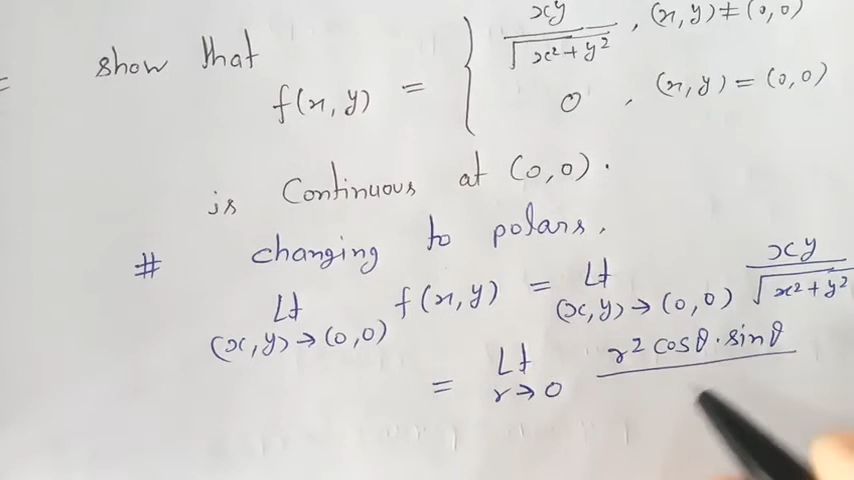 show that
f(x, y) = { xy / √x² + y² , (x, y) ≠ (0, 0)
0 , (x, y) = (0, 0)
is Continuous at (0, 0).
# changing to polars,
Lt (x, y) → (0, 0) f(x, y) = Lt (x, y) → (0, 0) xy / √x² + y²
= Lt r → 0 r² cosθ · sinθ